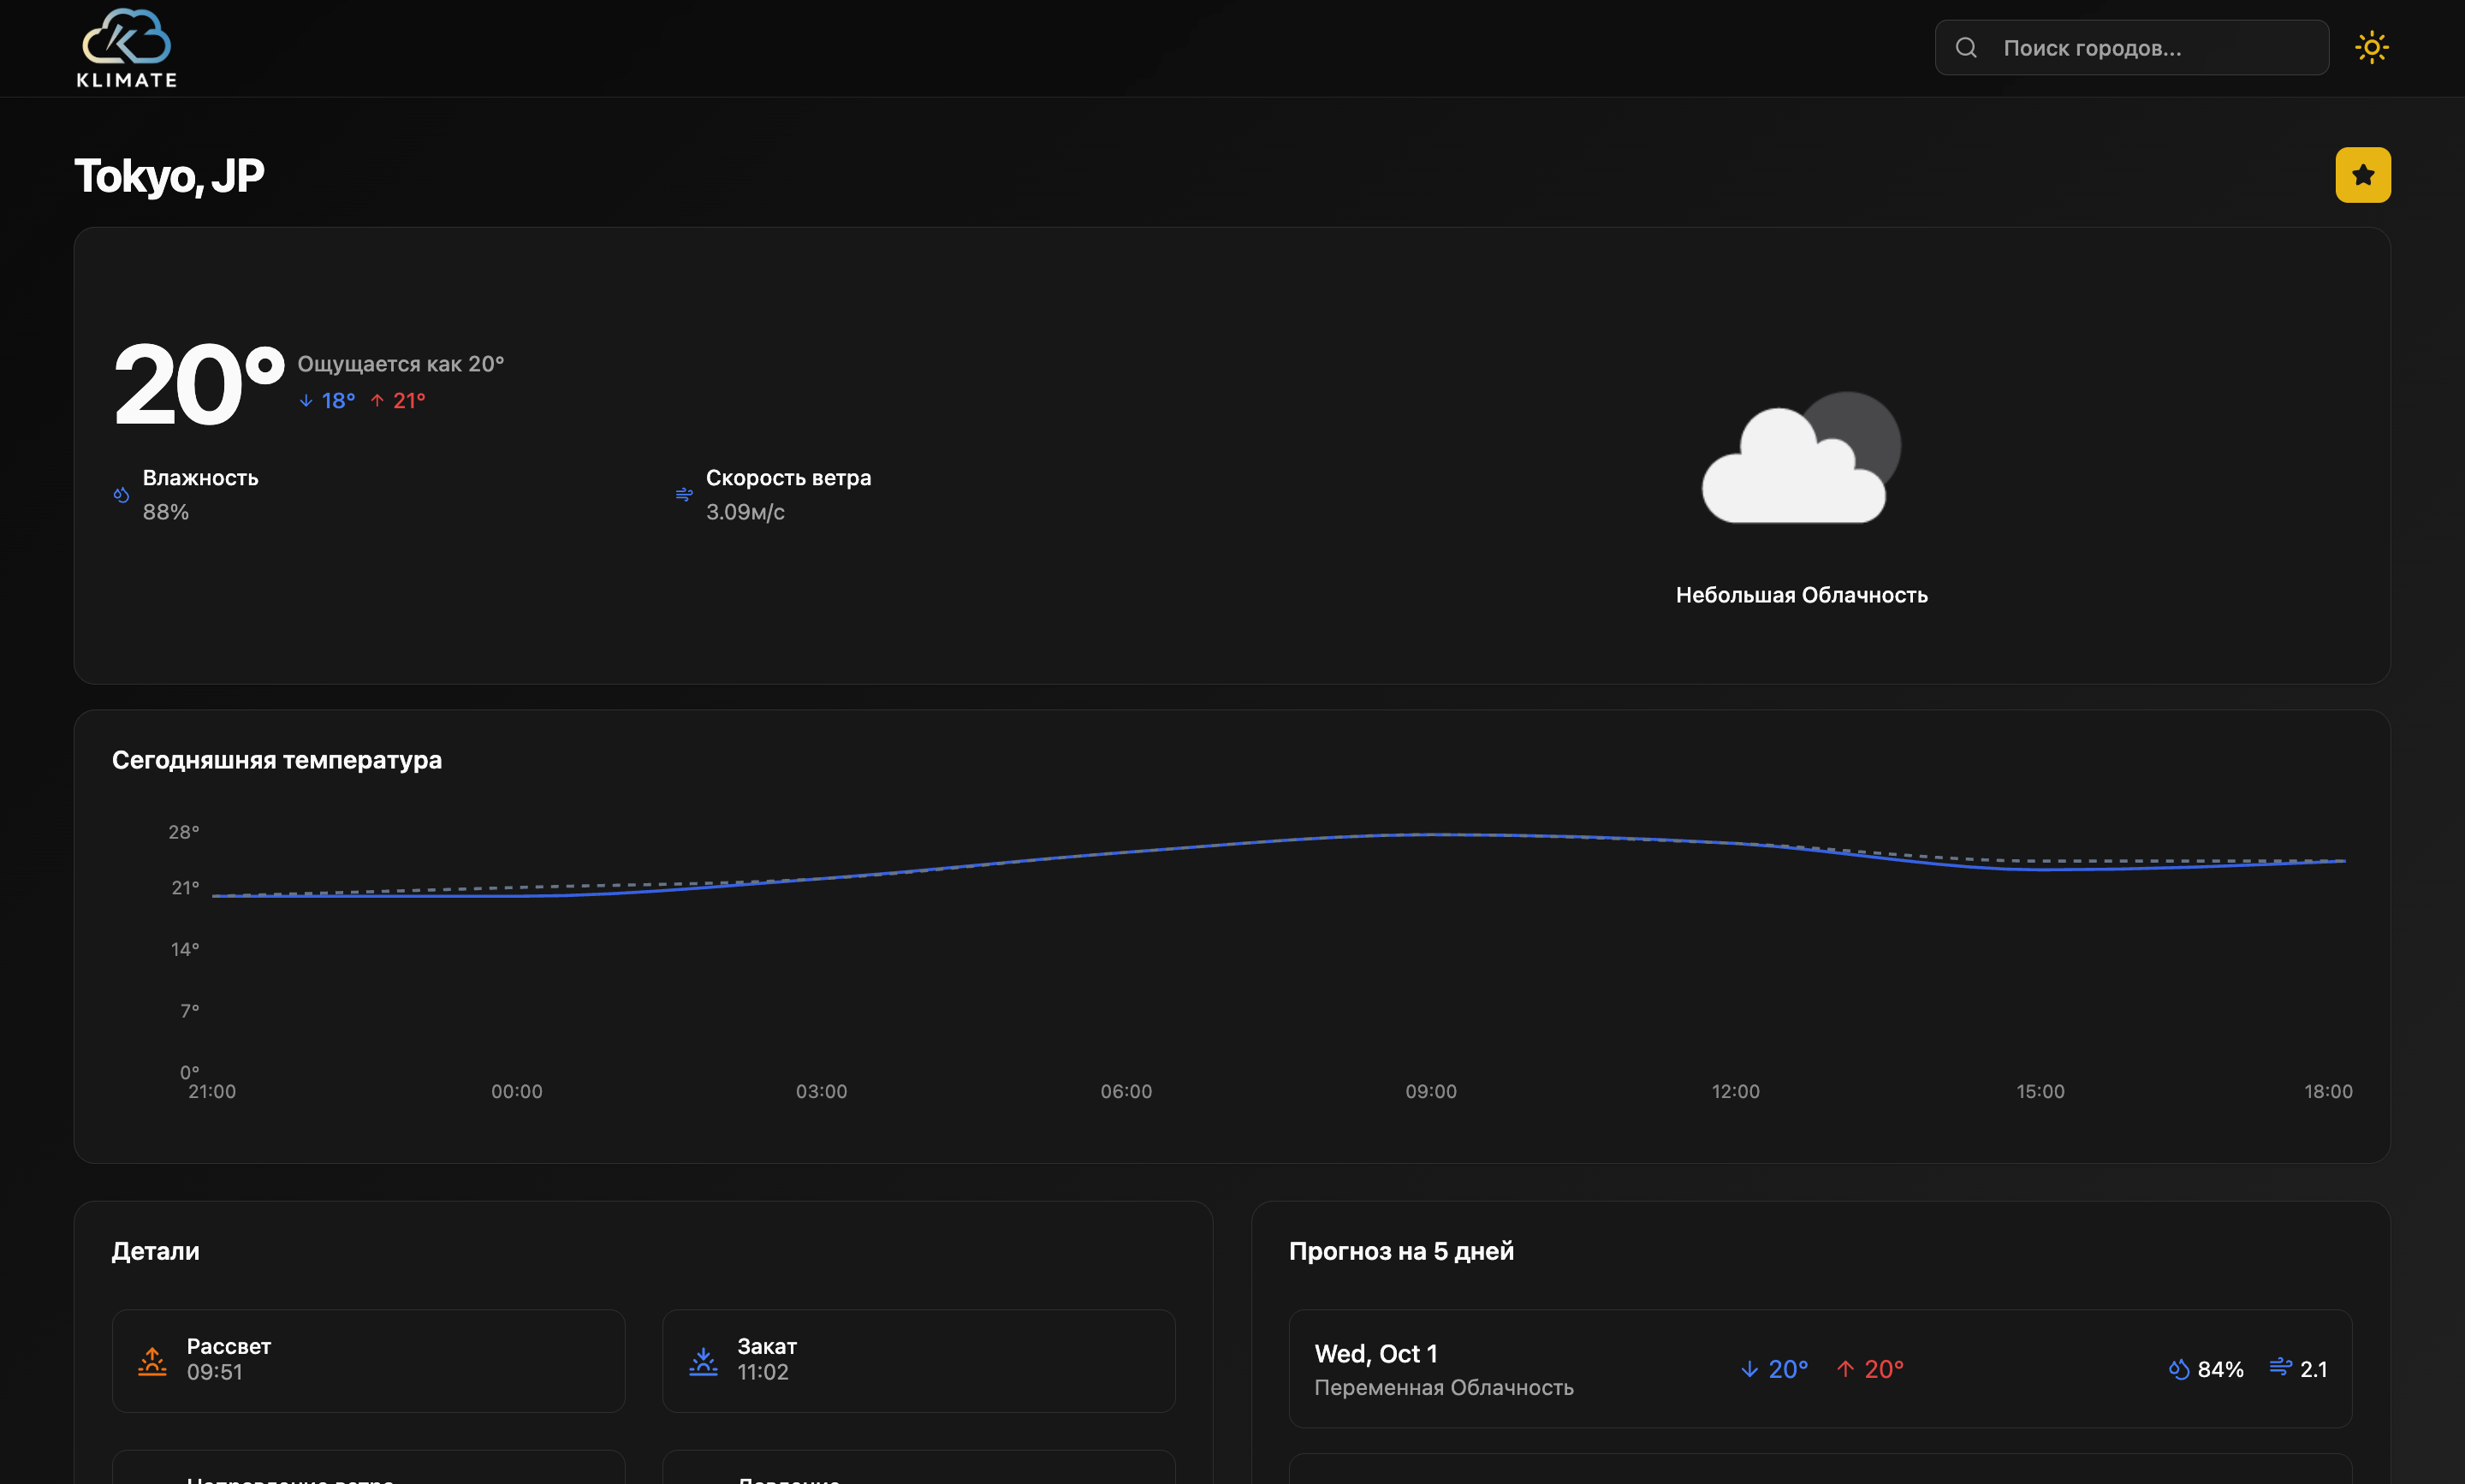 KLIMATE
Поиск городов...
Tokyo, JP
20°
Ощущается как 20°
↓ 18° ↑ 21°
Влажность
88%
Скорость ветра
3.09м/с
Небольшая Облачность
Сегодняшняя температура
28°
21°
14°
7°
0°
21:00 00:00 03:00 06:00 09:00 12:00 15:00 18:00
Детали
Рассвет
09:51
Закат
11:02
Направление ветра
Давление
Прогноз на 5 дней
Wed, Oct 1
Переменная Облачность
↓ 20° ↑ 20°
84% 2.1